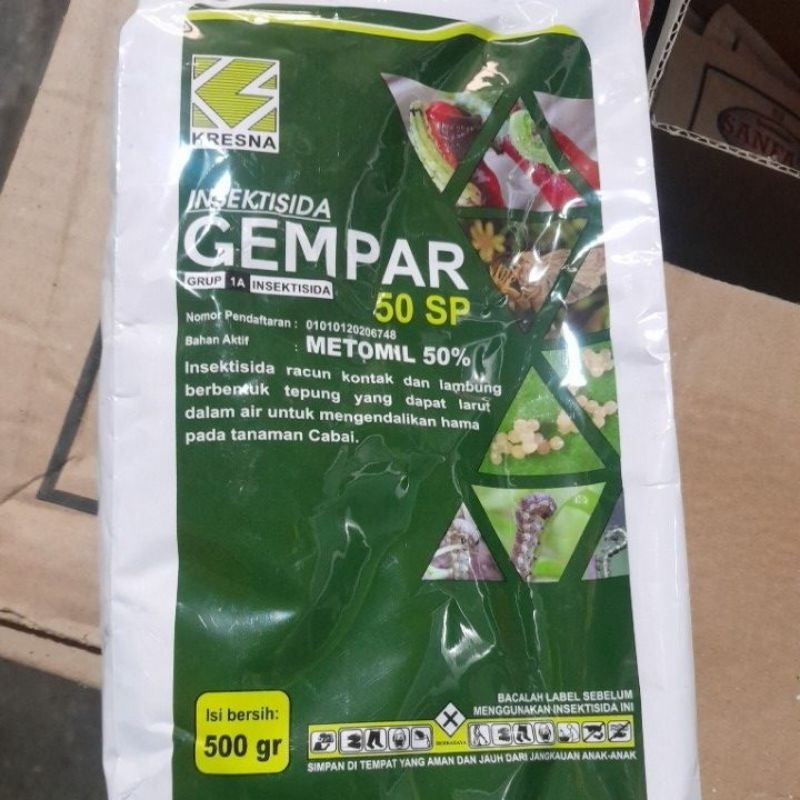 KRESNA
INSEKTISIDA
GEMPAR
GRUP 1A INSEKTISIDA
50 SP
Nomor Pendaftaran : 01010120206748
Bahan Aktif : METOMIL 50%
Insektisida racun kontak dan lambung
berbentuk tepung yang dapat larut
dalam air untuk mengendalikan hama
pada tanaman Cabai.
Isi bersih:
500 gr
BACALAH LABEL SEBELUM
MENGGUNAKAN INSEKTISIDA INI
BERBAHAYA
SIMPAN DI TEMPAT YANG AMAN DAN JAUH DARI JANGKAUAN ANAK-ANAK